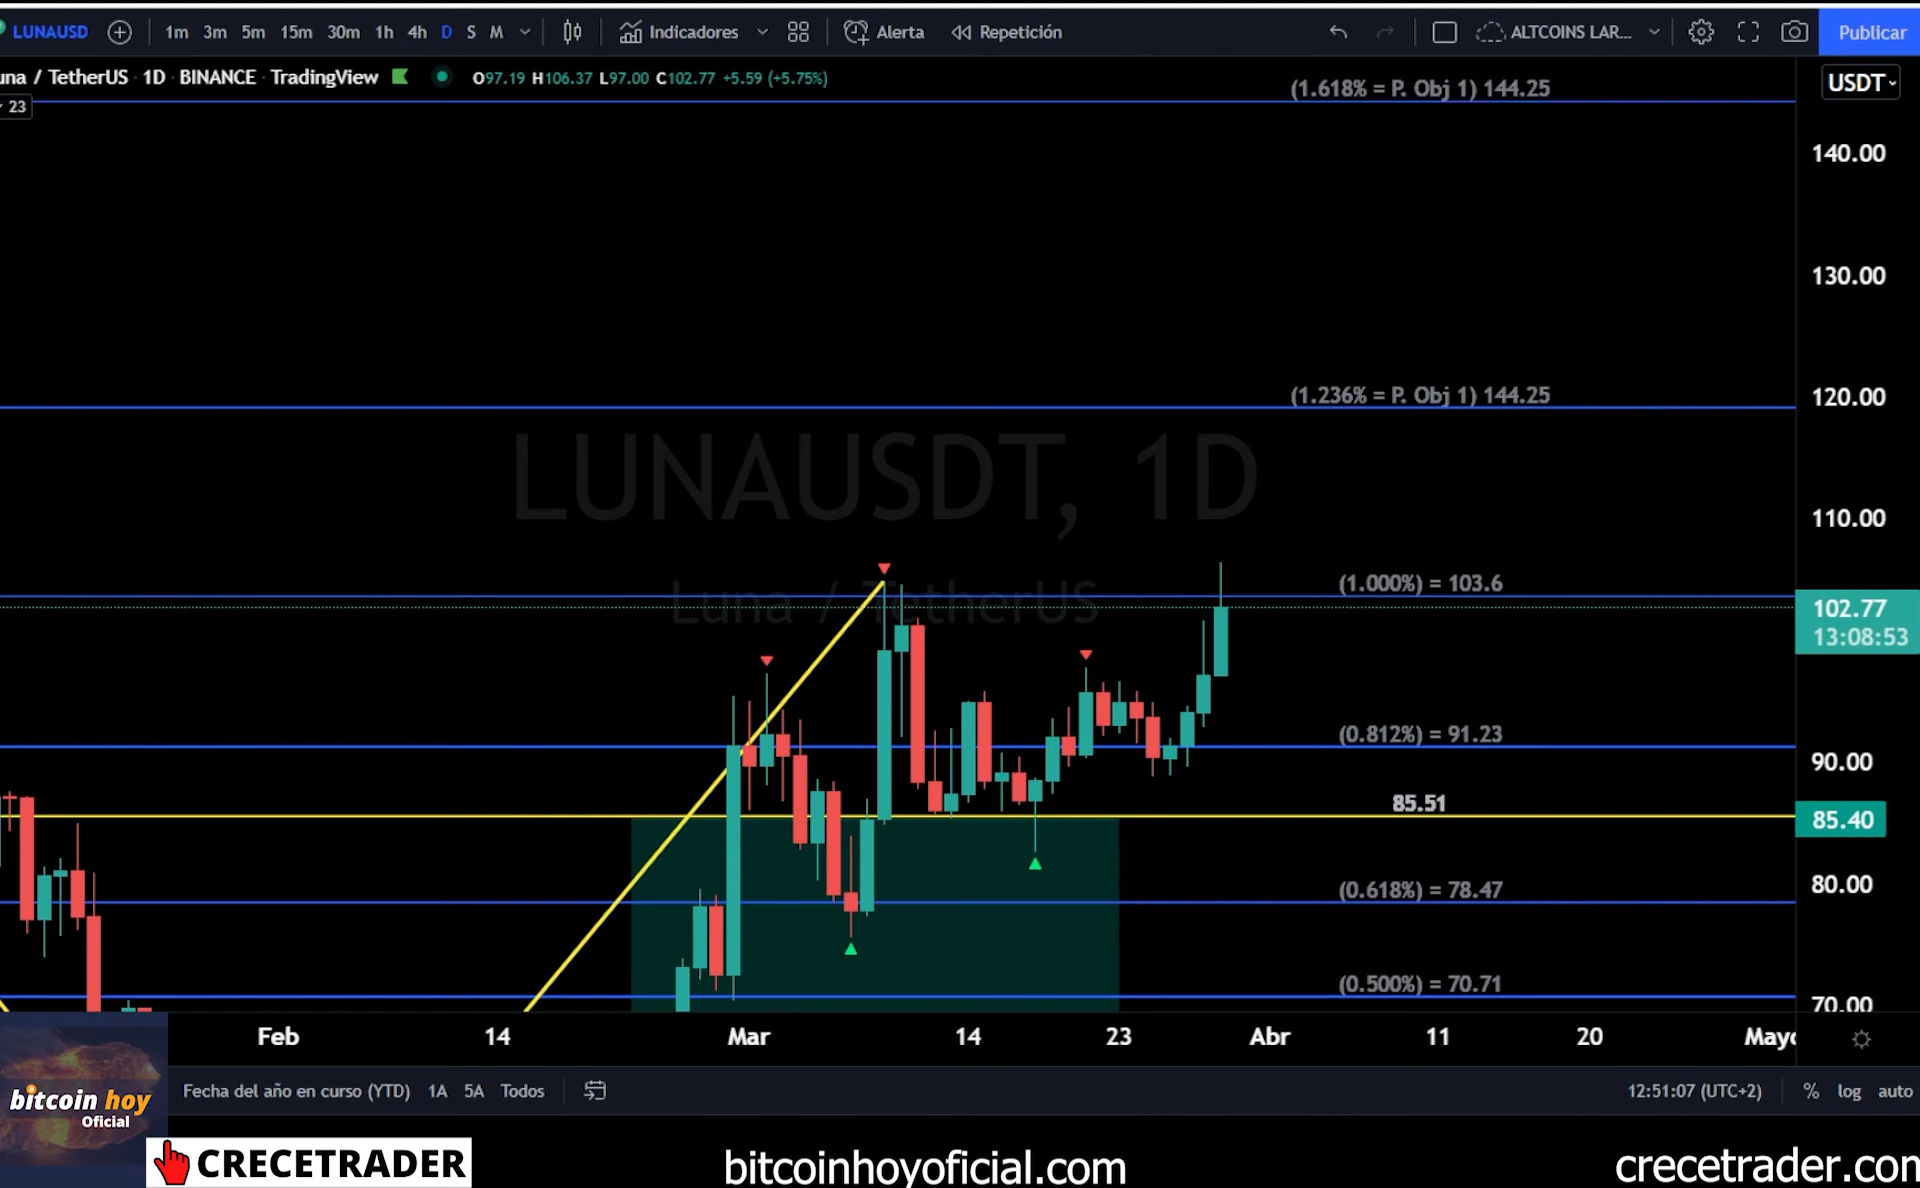 LUNAUSD 1m 3m 5m 15m 30m 1h 4h D S M Indicadores Alerta Repetición ALTCOINS LAR... Publicar
una / TetherUS 1D BINANCE TradingView O97.19 H106.37 L97.00 C102.77 +5.59 (+5.75%)
USDT
23
(1.618% = P. Obj 1) 144.25
140.00
130.00
(1.236% = P. Obj 1) 144.25
120.00
LUNAUSDT, 1D
110.00
Luna / TetherUS
(1.000%) = 103.6
102.77
13:08:53
(0.812%) = 91.23
90.00
85.51
85.40
(0.618%) = 78.47
80.00
(0.500%) = 70.71
70.00
Feb 14 Mar 14 23 Abr 11 20 Mayo
Fecha del año en curso (YTD) 1A 5A Todos 12:51:07 (UTC+2) % log auto
bitcoin hoy
Oficial
CRECETRADER
bitcoinhoyoficial.com
crecetrader.con